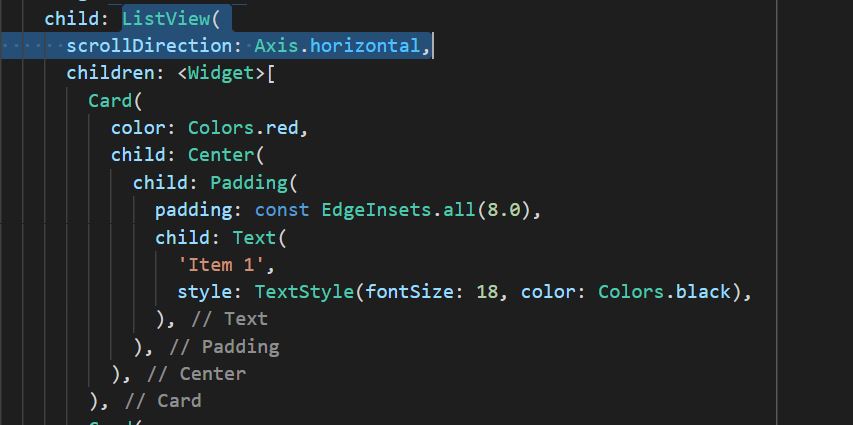 child: ListView(
scrollDirection: Axis.horizontal,
children: <Widget>[
Card(
color: Colors.red,
child: Center(
child: Padding(
padding: const EdgeInsets.all(8.0),
child: Text(
'Item 1',
style: TextStyle(fontSize: 18, color: Colors.black),
), // Text
), // Padding
), // Center
), // Card